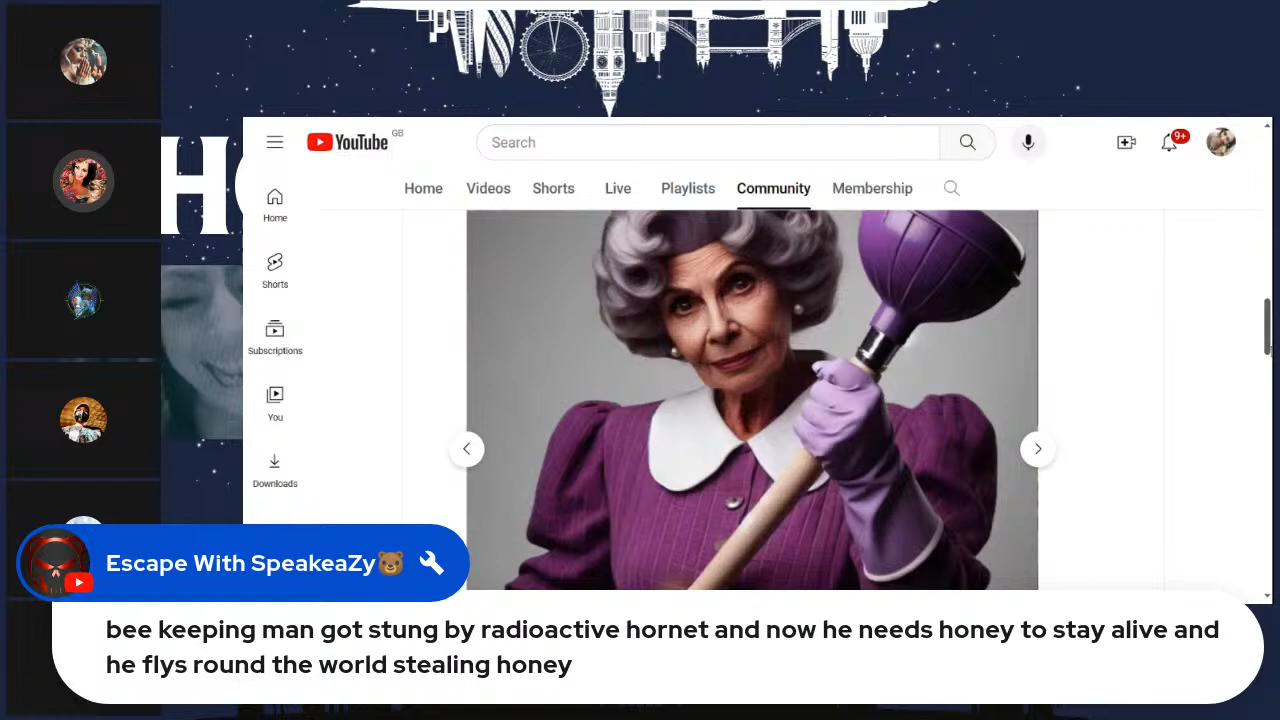 H
YouTube GB
Search
9+
Home Videos Shorts Live Playlists Community Membership
Home
Shorts
Subscriptions
You
Downloads
Escape With SpeakeaZy🐻
bee keeping man got stung by radioactive hornet and now he needs honey to stay alive and
he flys round the world stealing honey